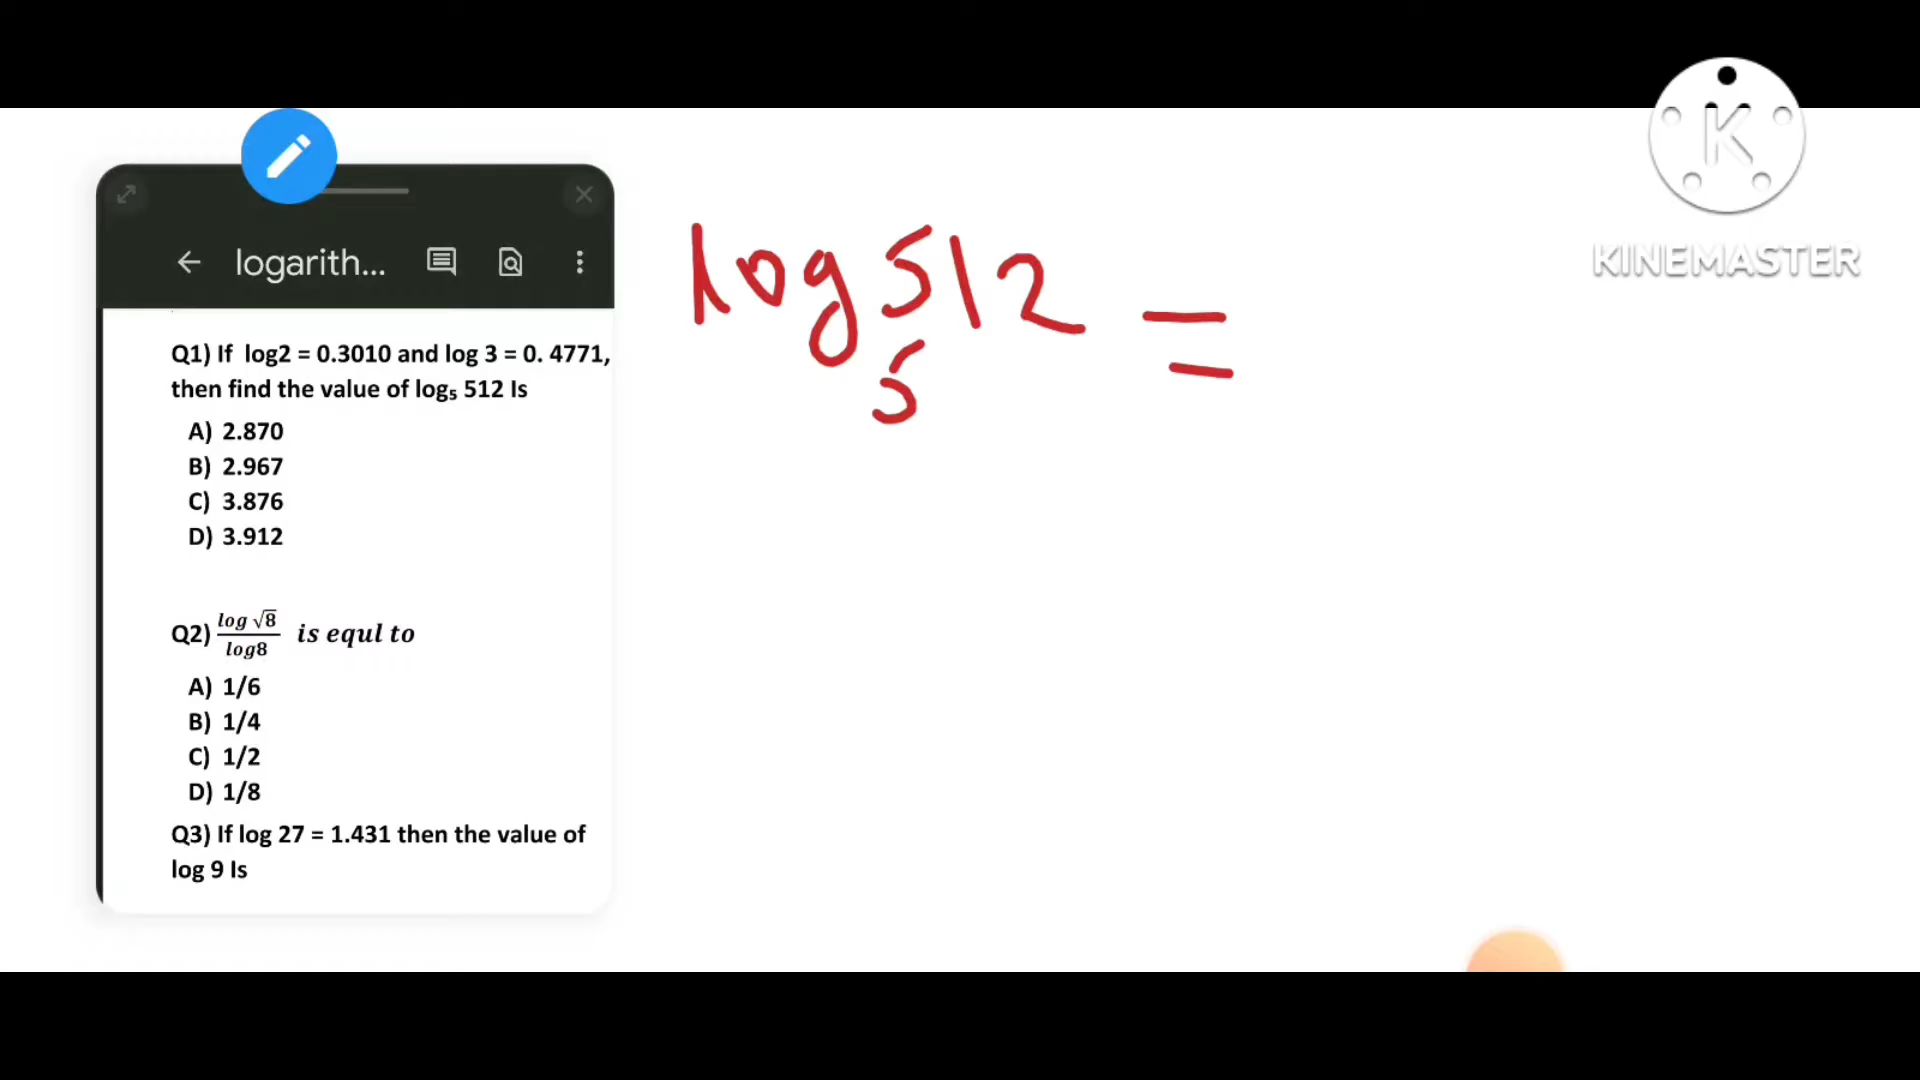 logarith...
Q1) If log2 = 0.3010 and log 3 = 0. 4771,
then find the value of log₅ 512 Is
A) 2.870
B) 2.967
C) 3.876
D) 3.912
Q2) log √8 / log8 is equl to
A) 1/6
B) 1/4
C) 1/2
D) 1/8
Q3) If log 27 = 1.431 then the value of
log 9 Is
log₅ 512 =
=
K
KINEMASTER